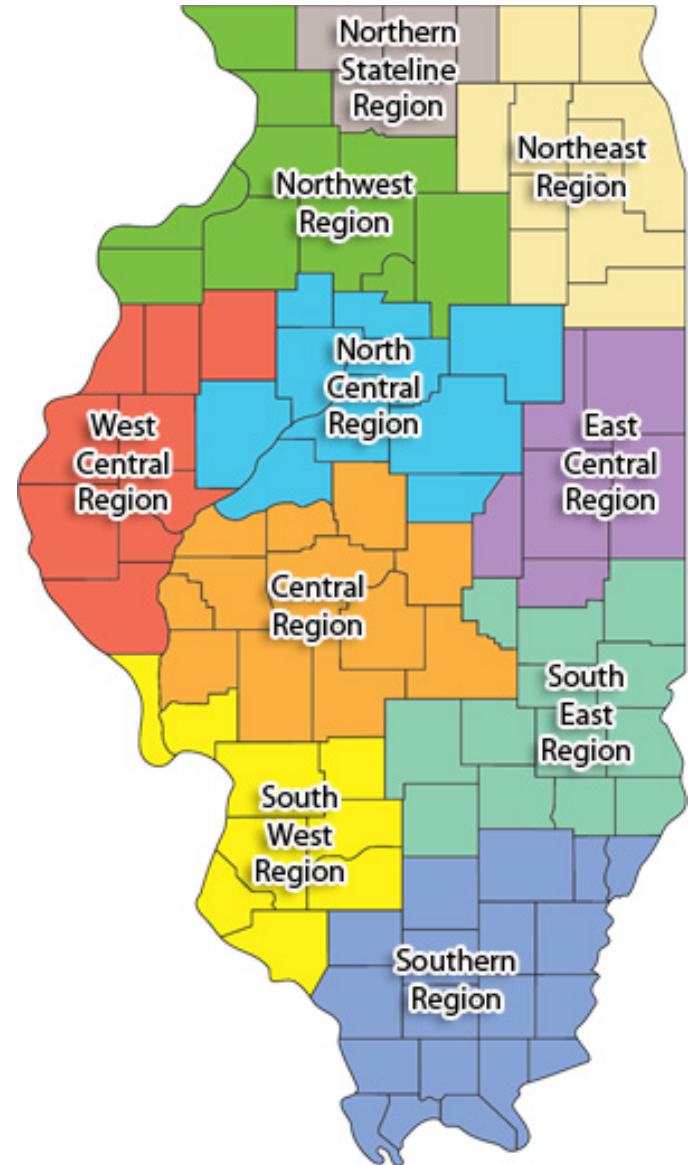 Northern
Stateline
Region
Northeast
Region
Northwest
Region
North
Central
Region
West
Central
Region
East
Central
Region
Central
Region
South
East
Region
South
West
Region
Southern
Region